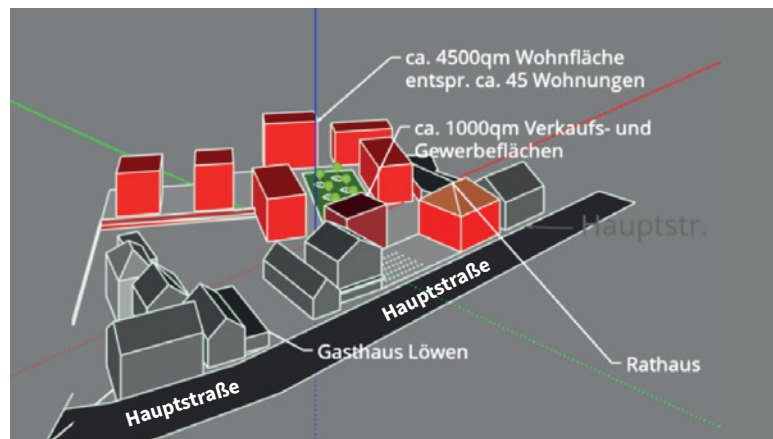 ca. 4500qm Wohnfläche
entspr. ca. 45 Wohnungen
ca. 1000qm Verkaufs- und
Gewerbeflächen
Hauptstr.
Hauptstraße
Gasthaus Löwen
Rathaus
Hauptstraße